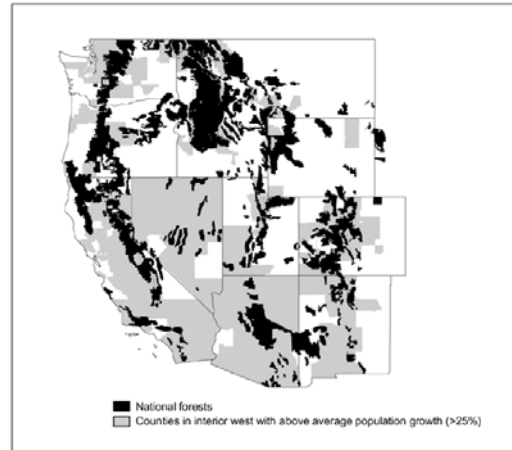 National forests
Counties in interior west with above average population growth (>25%)